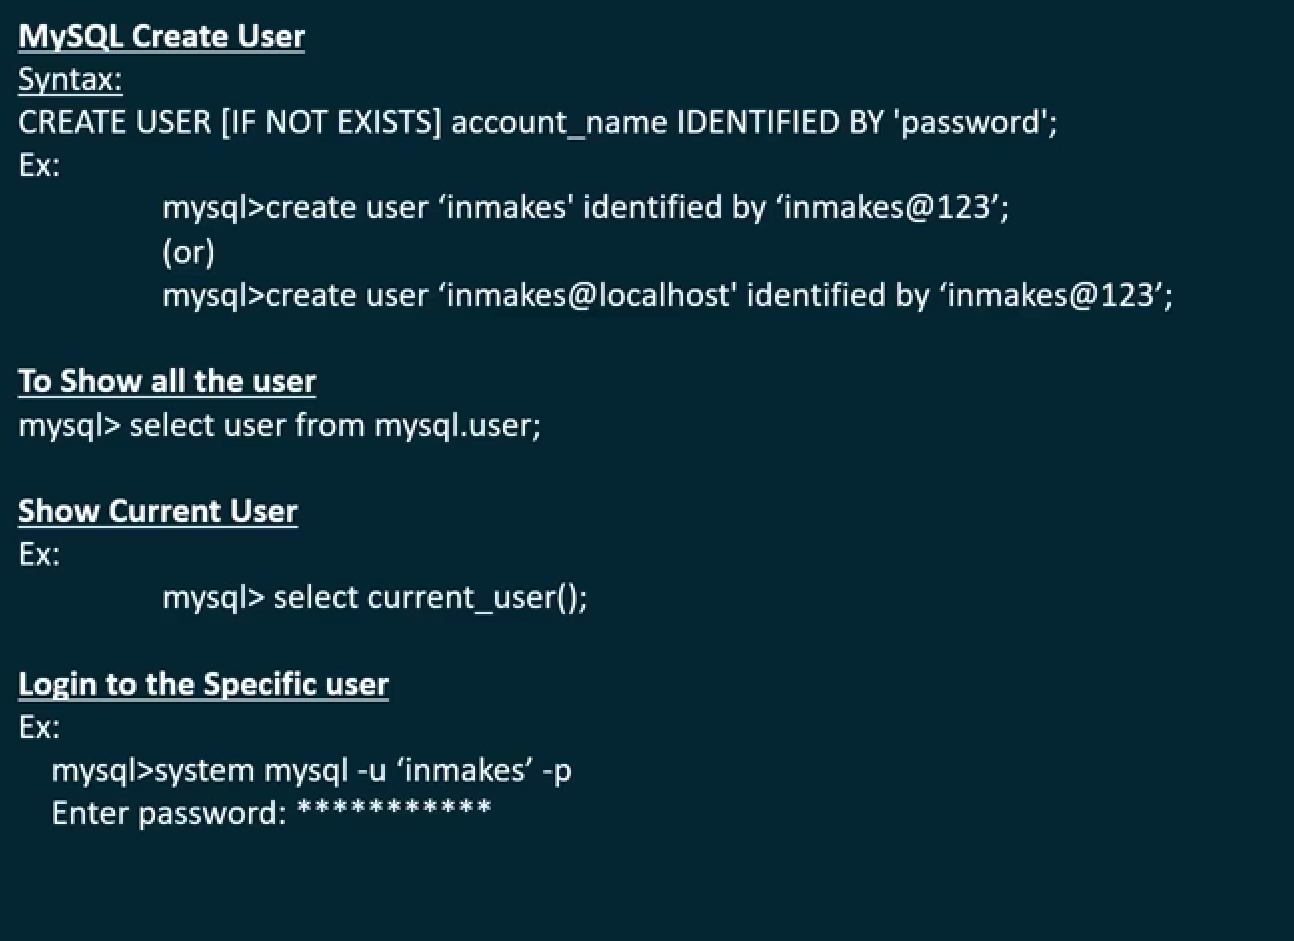 MySQL Create User
Syntax:
CREATE USER [IF NOT EXISTS] account_name IDENTIFIED BY 'password';
Ex:
mysql>create user ‘inmakes' identified by ‘inmakes@123’;
(or)
mysql>create user ‘inmakes@localhost' identified by ‘inmakes@123’;
To Show all the user
mysql> select user from mysql.user;
Show Current User
Ex:
mysql> select current_user();
Login to the Specific user
Ex:
mysql>system mysql -u ‘inmakes’ -p
Enter password: ***********